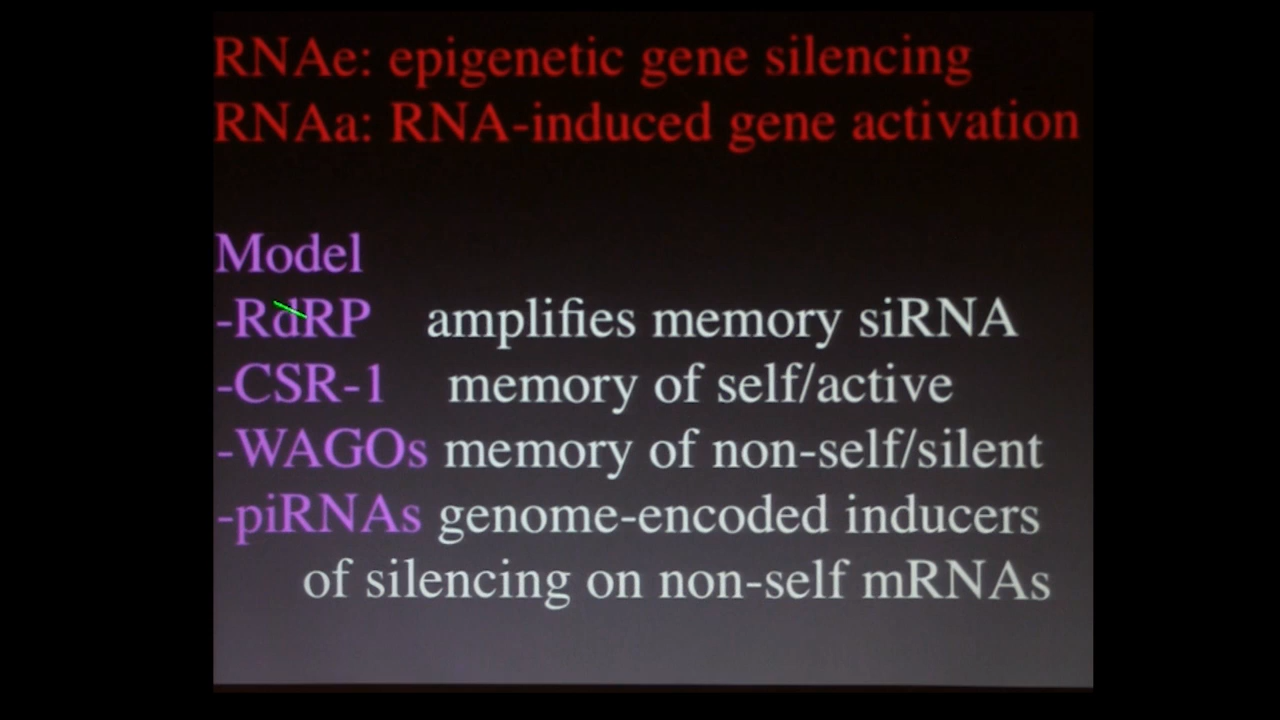 RNAe: epigenetic gene silencing
RNAa: RNA-induced gene activation
Model
-RdRP amplifies memory siRNA
-CSR-1 memory of self/active
-WAGOs memory of non-self/silent
-piRNAs genome-encoded inducers
of silencing on non-self mRNAs